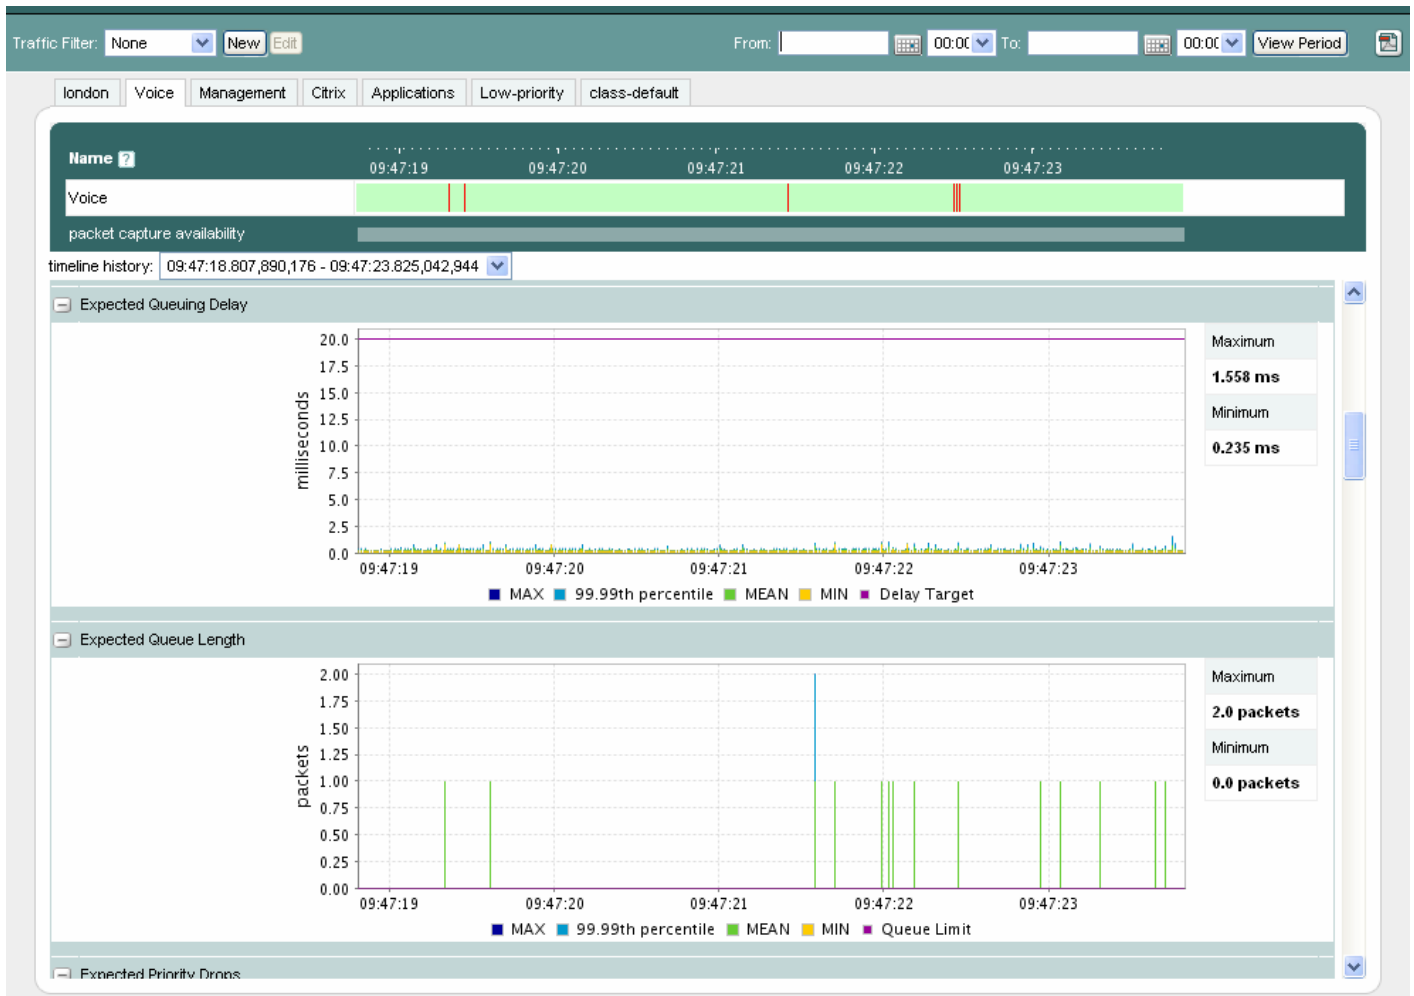 Traffic Filter: None New Edit From: 00:0( To: 00:0( View Period
london Voice Management Citrix Applications Low-priority class-default
Name ? 09:47:19 09:47:20 09:47:21 09:47:22 09:47:23
Voice
packet capture availability
timeline history: 09:47:18.807,890,176 - 09:47:23.825,042,944
Expected Queuing Delay
milliseconds
20.0
17.5
15.0
12.5
10.0
7.5
5.0
2.5
0.0
09:47:19 09:47:20 09:47:21 09:47:22 09:47:23
MAX 99.99th percentile MEAN MIN Delay Target
Maximum
1.558 ms
Minimum
0.235 ms
Expected Queue Length
packets
2.00
1.75
1.50
1.25
1.00
0.75
0.50
0.25
0.00
09:47:19 09:47:20 09:47:21 09:47:22 09:47:23
MAX 99.99th percentile MEAN MIN Queue Limit
Maximum
2.0 packets
Minimum
0.0 packets
Expected Priority Drops